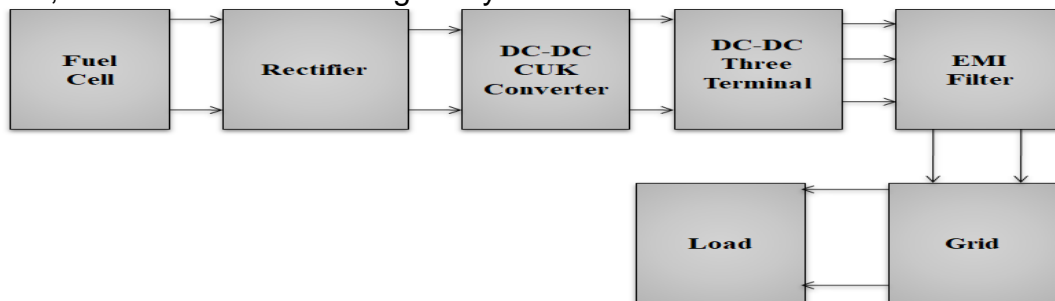 Fuel
Cell
Rectifier
DC-DC
CUK
Converter
DC-DC
Three
Terminal
EMI
Filter
Load
Grid